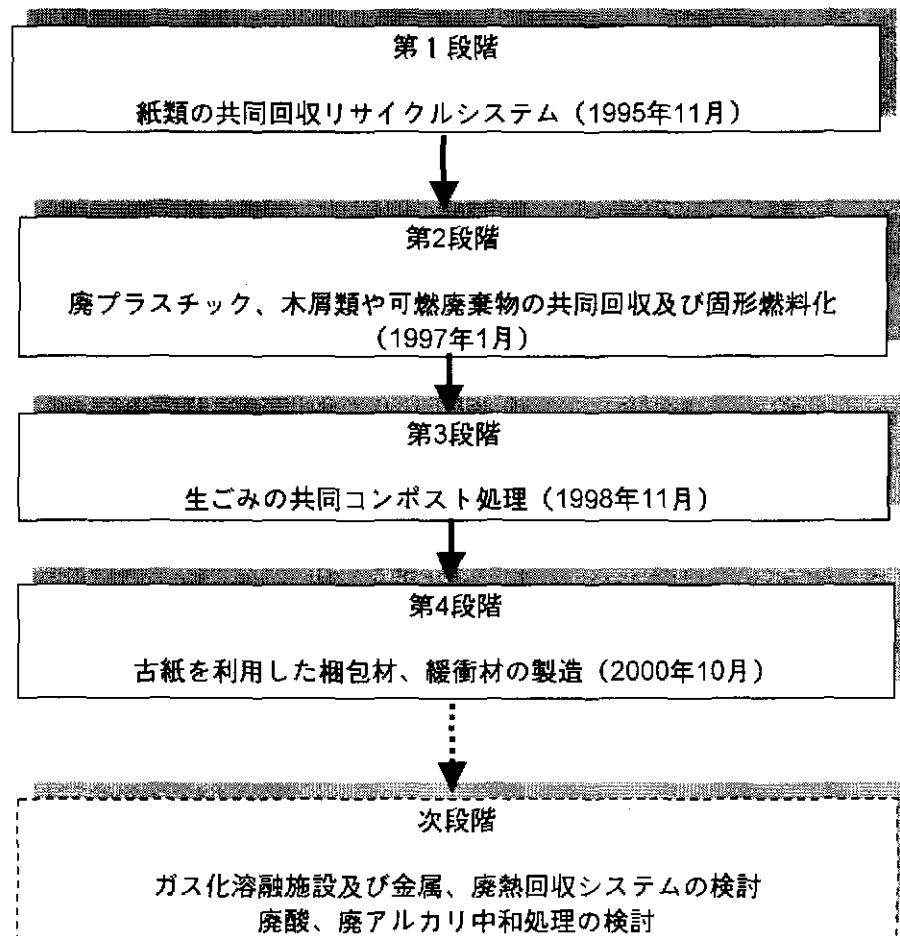 第1段階
紙類の共同回収リサイクルシステム（1995年11月）
第2段階
廃プラスチック、木屑類や可燃廃棄物の共同回収及び固形燃料化
（1997年1月）
第3段階
生ごみの共同コンポスト処理（1998年11月）
第4段階
古紙を利用した梱包材、緩衝材の製造（2000年10月）
次段階
ガス化溶融施設及び金属、廃熱回収システムの検討
廃酸、廃アルカリ中和処理の検討